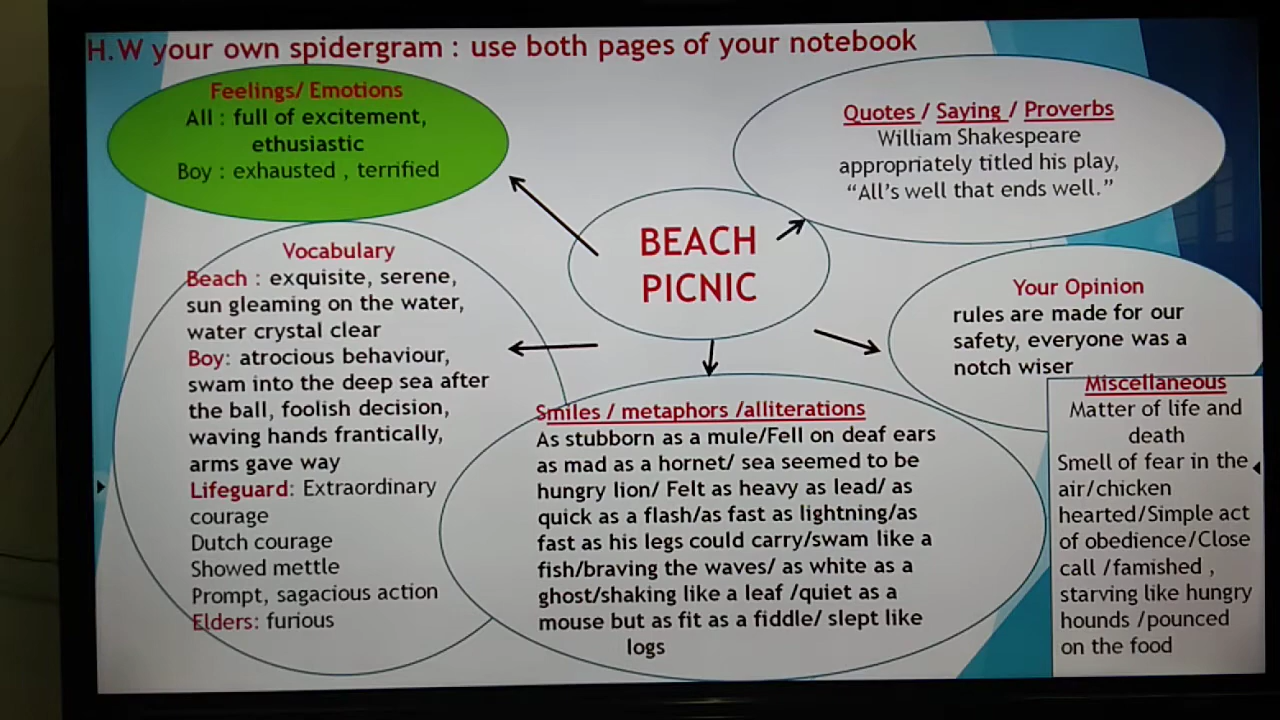 H.W your own spidergram : use both pages of your notebook
Feelings/ Emotions
All : full of excitement,
ethusiastic
Boy : exhausted , terrified
Quotes / Saying / Proverbs
William Shakespeare
appropriately titled his play,
“All’s well that ends well.”
BEACH
PICNIC
Vocabulary
Beach : exquisite, serene,
sun gleaming on the water,
water crystal clear
Boy: atrocious behaviour,
swam into the deep sea after
the ball, foolish decision,
waving hands frantically,
arms gave way
Lifeguard: Extraordinary
courage
Dutch courage
Showed mettle
Prompt, sagacious action
Elders: furious
Your Opinion
rules are made for our
safety, everyone was a
notch wiser
Smiles / metaphors /alliterations
As stubborn as a mule/Fell on deaf ears
as mad as a hornet/ sea seemed to be
hungry lion/ Felt as heavy as lead/ as
quick as a flash/as fast as lightning/as
fast as his legs could carry/swam like a
fish/braving the waves/ as white as a
ghost/shaking like a leaf /quiet as a
mouse but as fit as a fiddle/ slept like
logs
Miscellaneous
Matter of life and
death
Smell of fear in the
air/chicken
hearted/Simple act
of obedience/Close
call /famished ,
starving like hungry
hounds /pounced
on the food